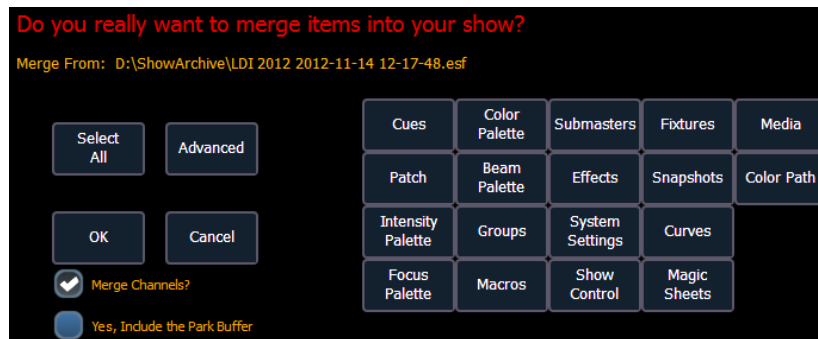 Do you really want to merge items into your show?
Merge From: D:\ShowArchive\LDI 2012 2012-11-14 12-17-48.esf
Select
All
Advanced
OK
Cancel
Merge Channels?
Yes, Include the Park Buffer
Cues
Color
Palette
Submasters
Fixtures
Media
Patch
Beam
Palette
Effects
Snapshots
Color Path
Intensity
Palette
Groups
System
Settings
Curves
Focus
Palette
Macros
Show
Control
Magic
Sheets